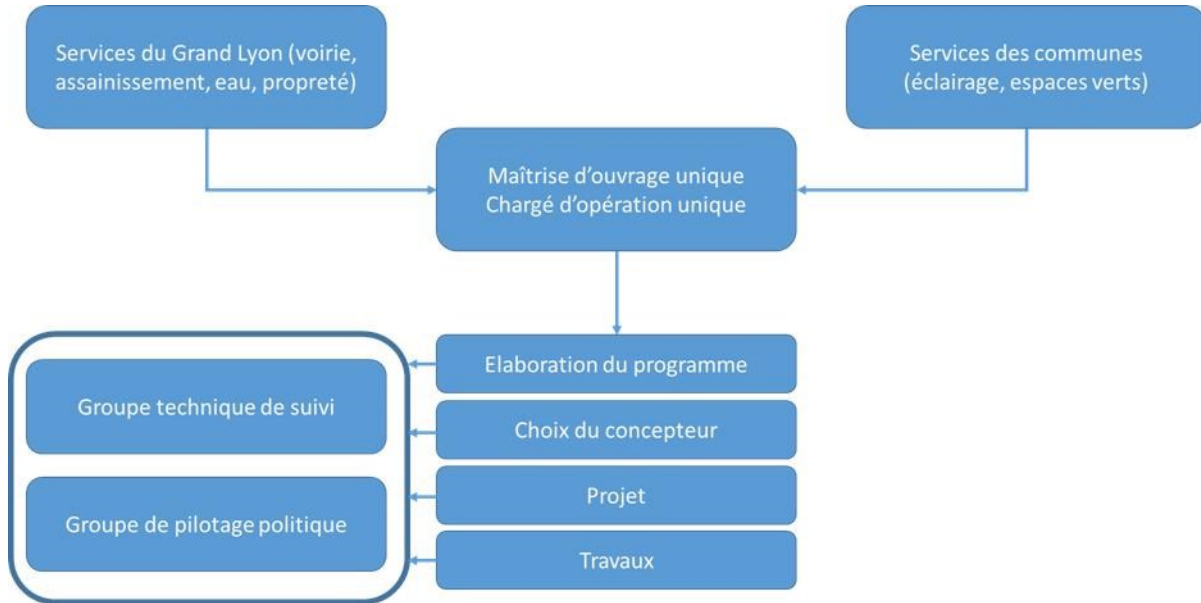 Services du Grand Lyon (voirie,
assainissement, eau, propreté)
Services des communes
(éclairage, espaces verts)
Maîtrise d’ouvrage unique
Chargé d’opération unique
Elaboration du programme
Groupe technique de suivi
Choix du concepteur
Projet
Groupe de pilotage politique
Travaux